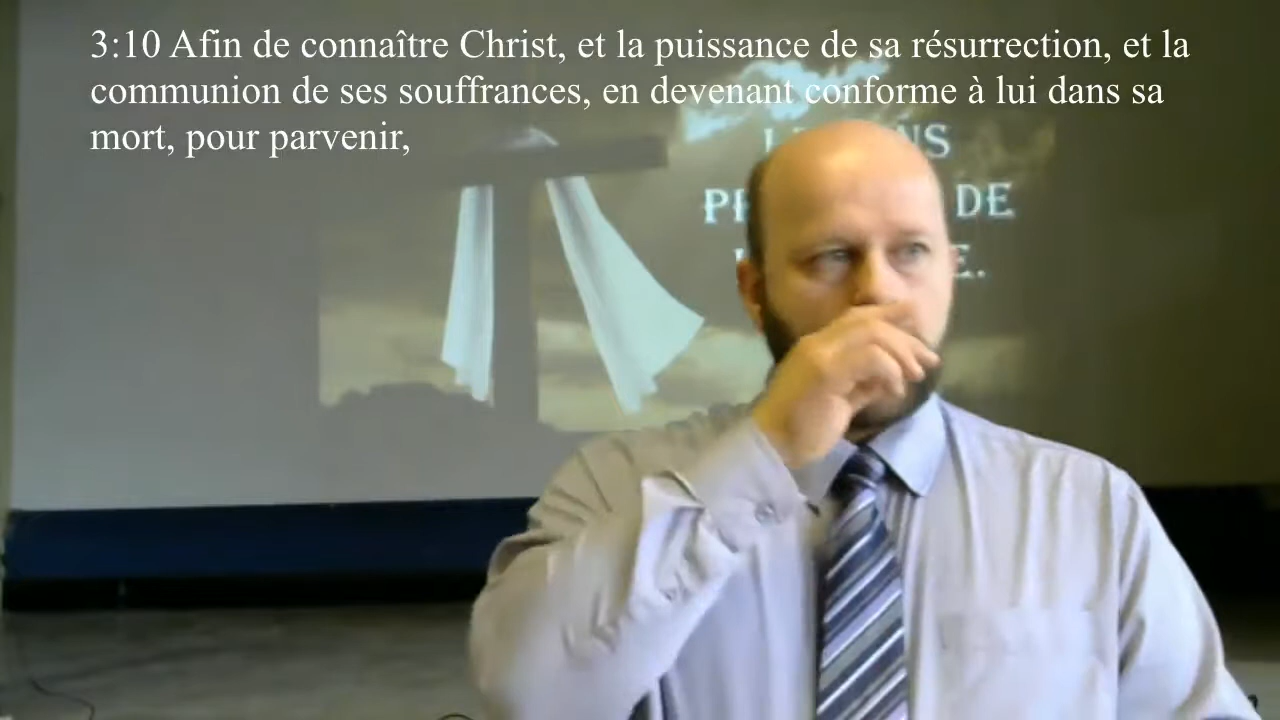 3:10 Afin de connaître Christ, et la puissance de sa résurrection, et la
communion de ses souffrances, en devenant conforme à lui dans sa
mort, pour parvenir,
DE